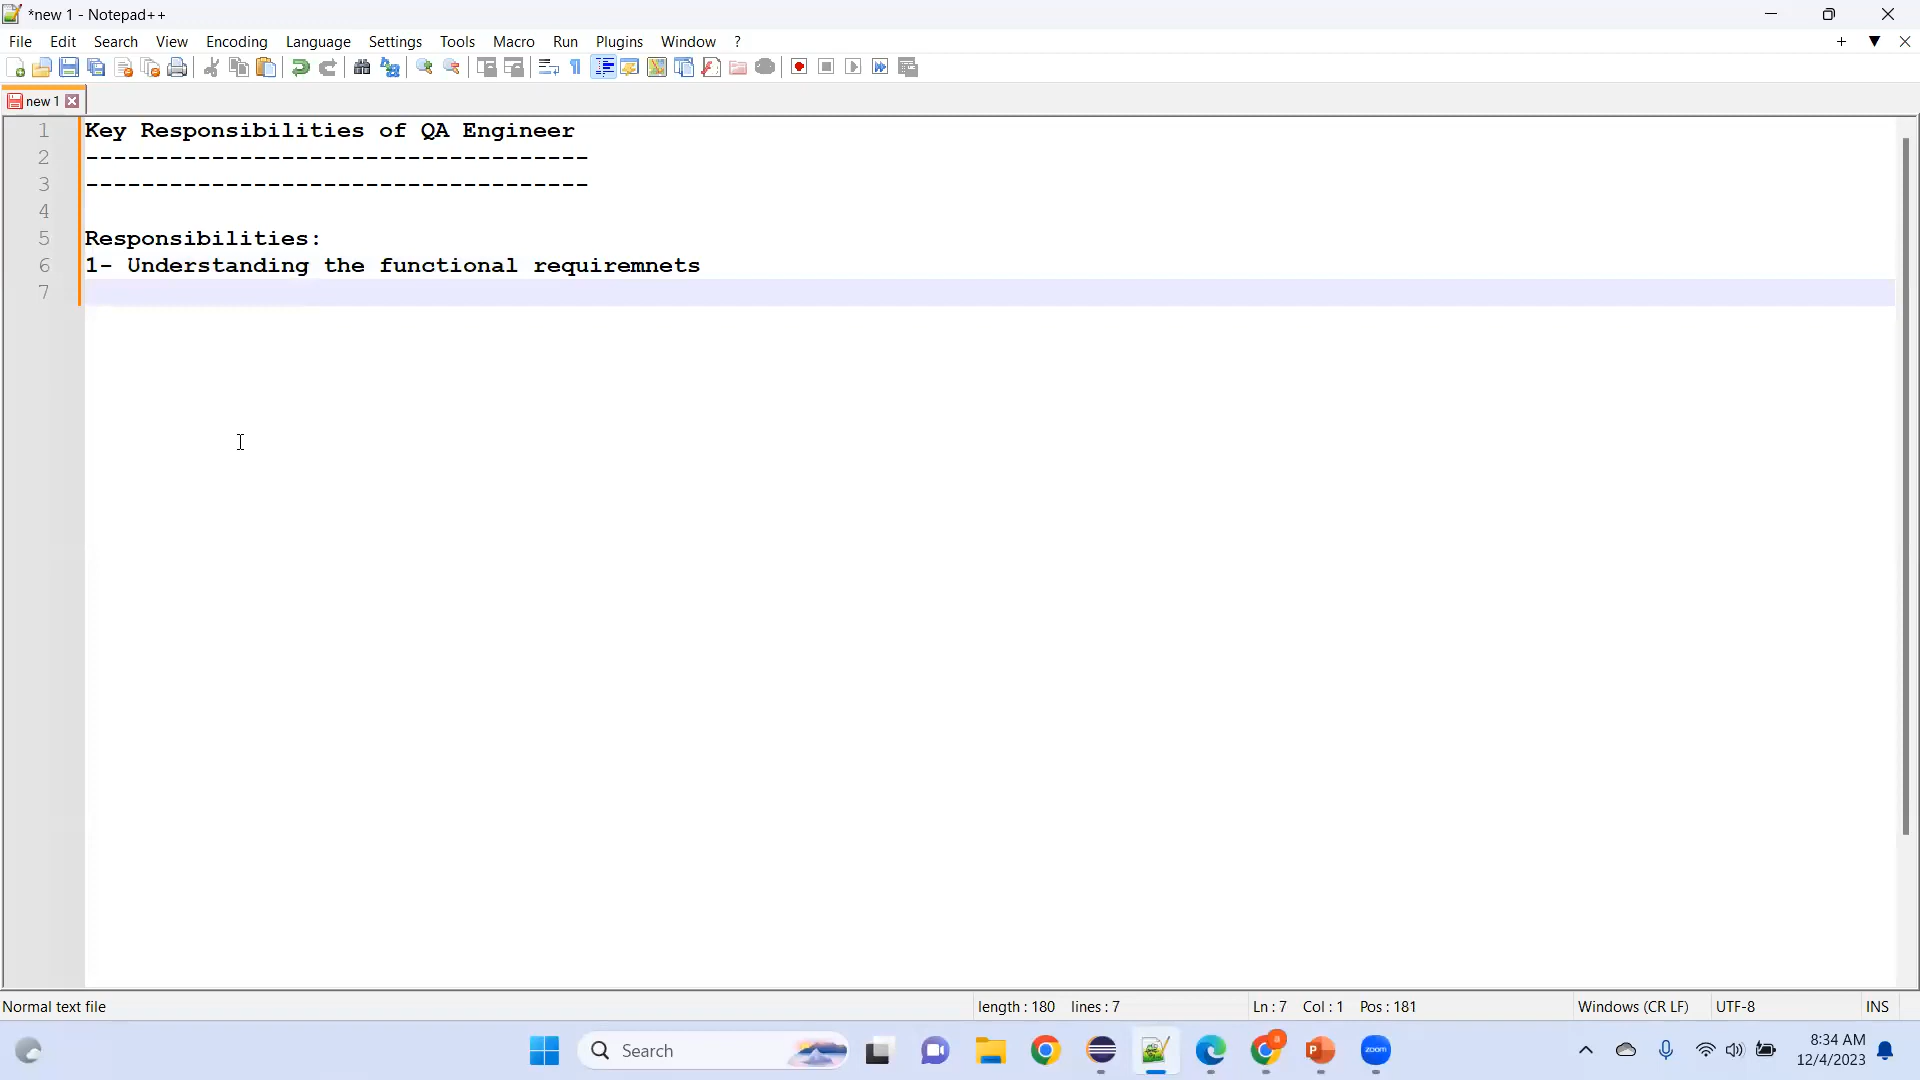 *new 1 - Notepad++
File Edit Search View Encoding Language Settings Tools Macro Run Plugins Window ?
new 1
1 Key Responsibilities of QA Engineer
2 ------------------------------------
3 ------------------------------------
4
5 Responsibilities:
6 1- Understanding the functional requiremnets
7
Normal text file length : 180 lines : 7 Ln : 7 Col : 1 Pos : 181 Windows (CR LF) UTF-8 INS
Search zoom 8:34 AM
12/4/2023